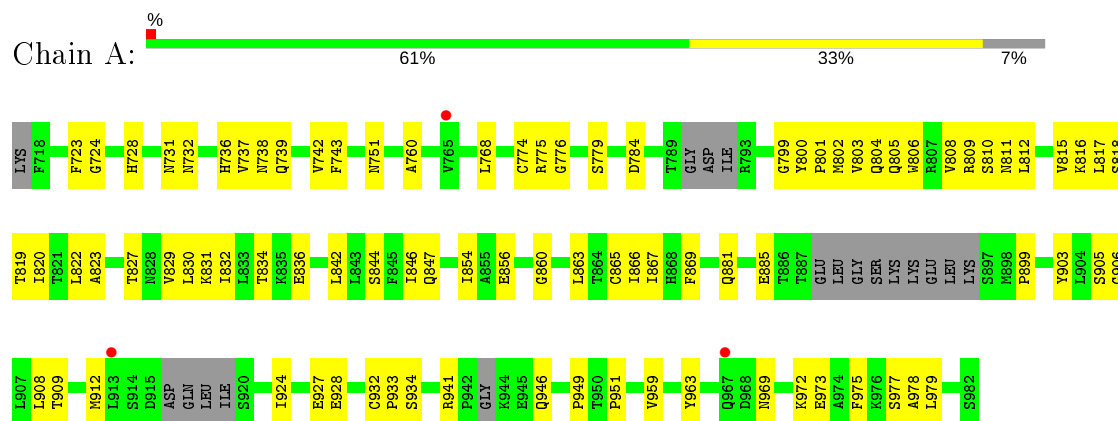 %
Chain A:
61% 33% 7%
LYS F718 F723 G724 H728 N731 N732 H736 V737 N738 Q739 V742 F743 N751 A760 V765 L768 C774 R775 G776 S779 D784 T789 GLY ASP ILE R793 G799 Y800 P801 M802 V803 Q804 Q805 W806 R807 V808 R809 S810 N811 L812 V815 K816 L817 S818
T819 I820 T821 L822 A823 T827 N828 V829 L830 K831 I832 L833 T834 K835 E836 L842 L843 S844 F845 I846 Q847 I854 A855 E856 G860 L863 T864 C865 I866 I867 H868 F869 Q881 E885 T886 T887 GLU LEU GLY SER LYS LYS GLU LEU LYS S897 M898 P899 Y903 L904 S905
L907 L908 T909 M912 L913 S914 D915 ASP GLN LEU ILE S920 I924 E927 E928 C932 P933 S934 R941 P942 GLY K944 E945 Q946 P949 T950 P951 V959 Y963 Q967 D968 N969 K972 E973 A974 F975 K976 S977 A978 L979 S982